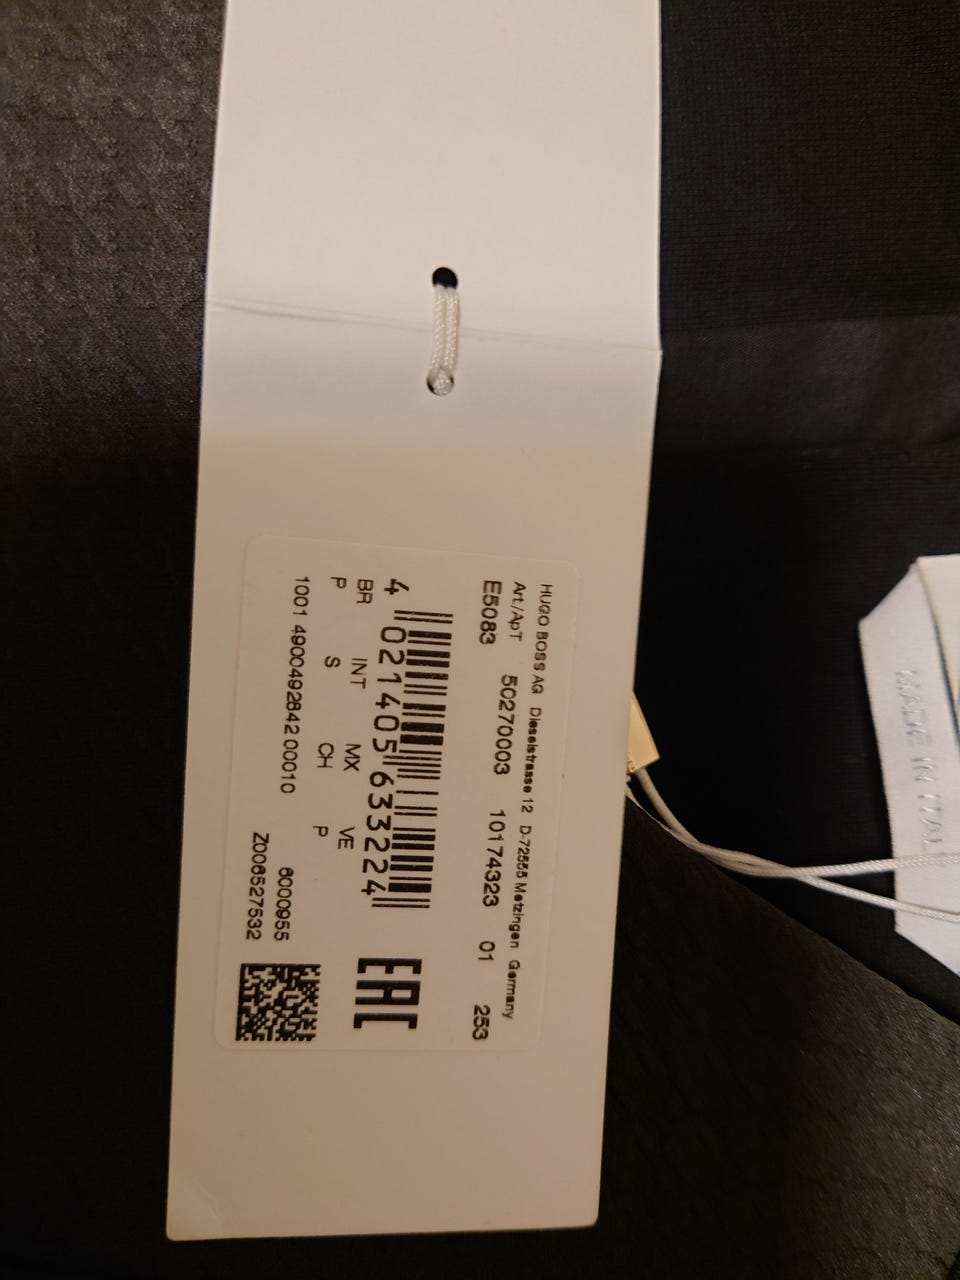 HUGO BOSS AG Dieselstrasse 12 D-72555 Metzingen Germany
Art./АрТ 50270003 10174323 01 253
E5083
4 021405 633224
BR INT MX VE
P S CH P
1001 4900492842 00010
6000955
Z006527532
EAC
MADE IN ITAL